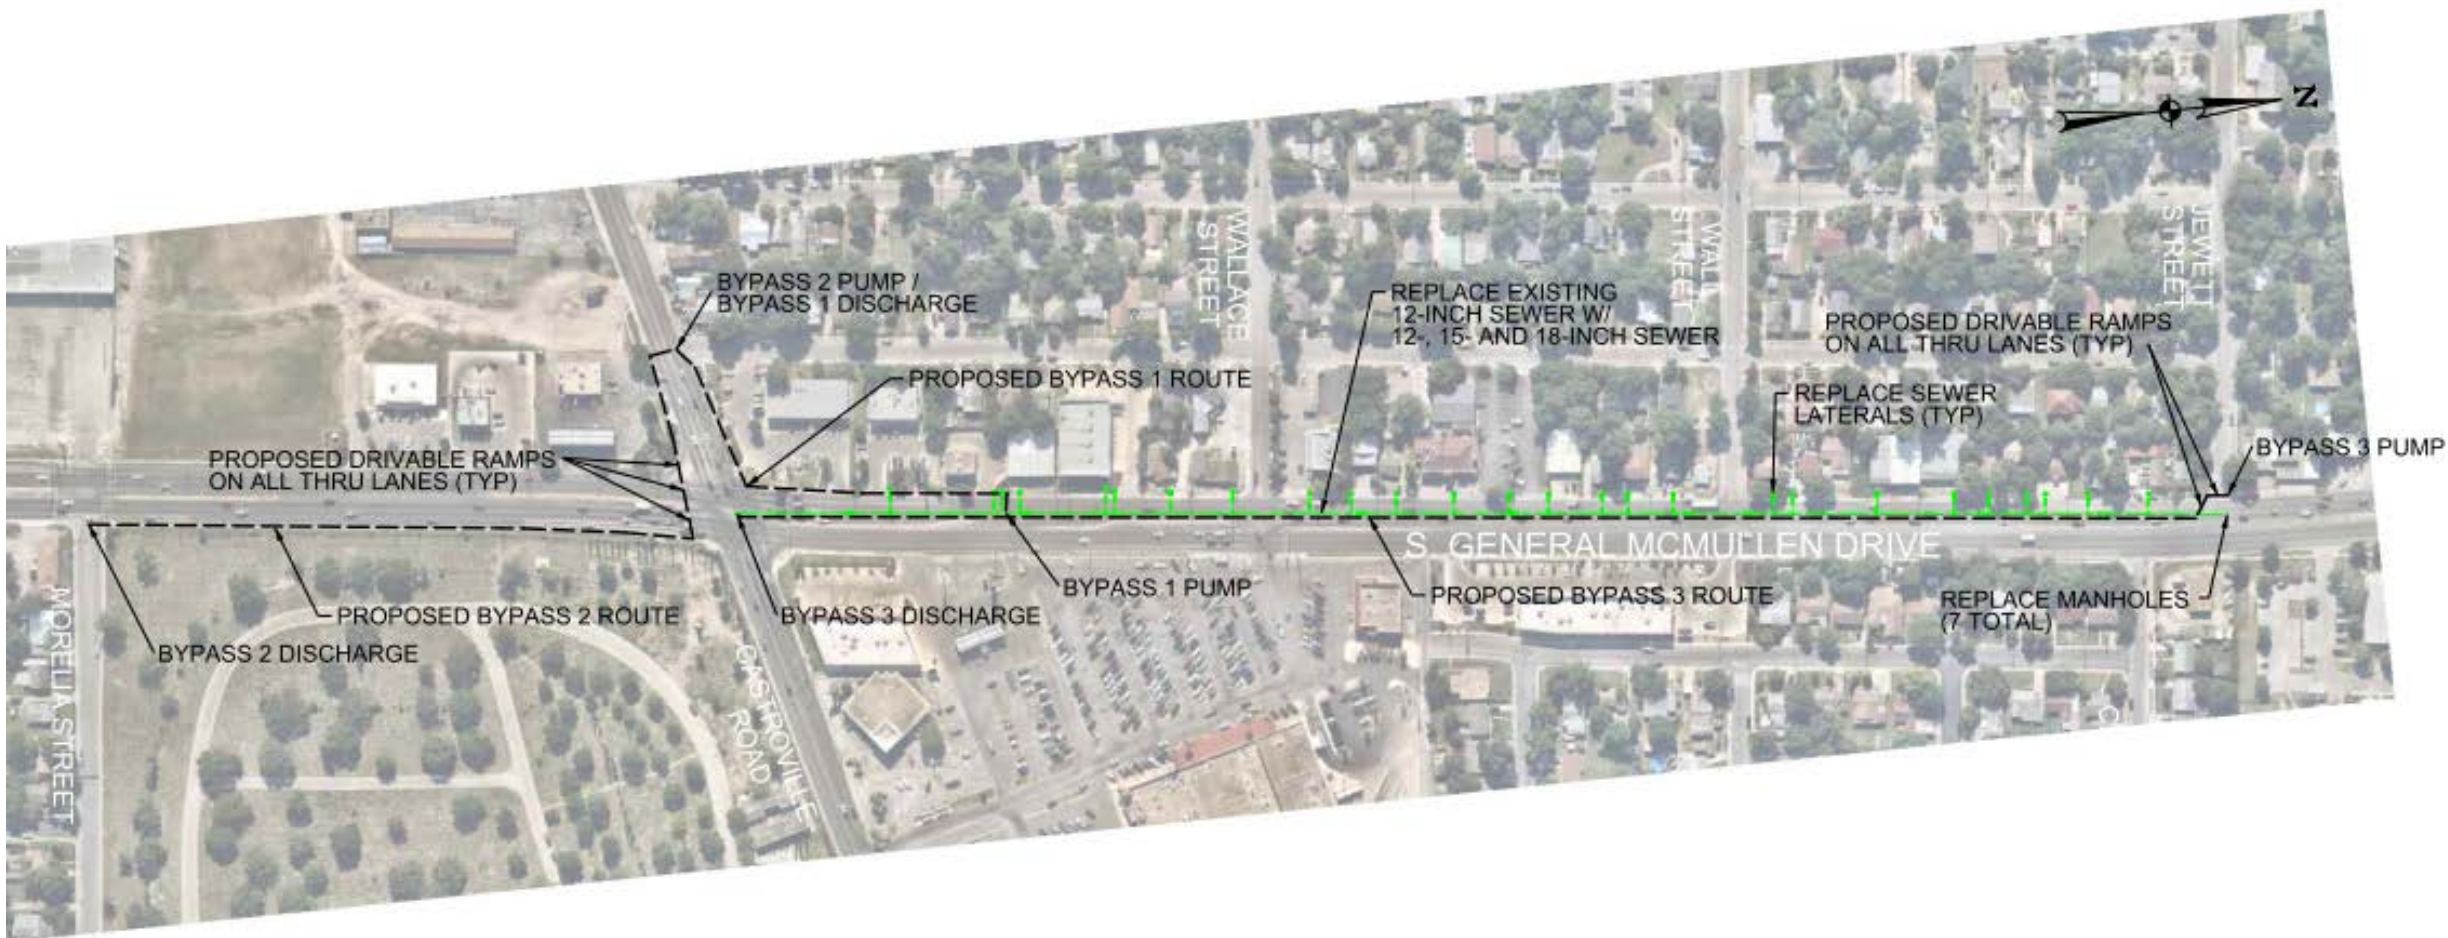 N
WALLACE
STREET
WALL
STREET
JEWETT
STREET
BYPASS 2 PUMP /
BYPASS 1 DISCHARGE
REPLACE EXISTING
12-INCH SEWER W/
12-, 15- AND 18-INCH SEWER
PROPOSED DRIVABLE RAMPS
ON ALL THRU LANES (TYP)
PROPOSED BYPASS 1 ROUTE
REPLACE SEWER
LATERALS (TYP)
BYPASS 3 PUMP
PROPOSED DRIVABLE RAMPS
ON ALL THRU LANES (TYP)
S. GENERAL MCMULLEN DRIVE
BYPASS 1 PUMP
PROPOSED BYPASS 3 ROUTE
REPLACE MANHOLES
(7 TOTAL)
PROPOSED BYPASS 2 ROUTE
BYPASS 3 DISCHARGE
BYPASS 2 DISCHARGE
MORELIA STREET
CASTROVILLE
ROAD
C